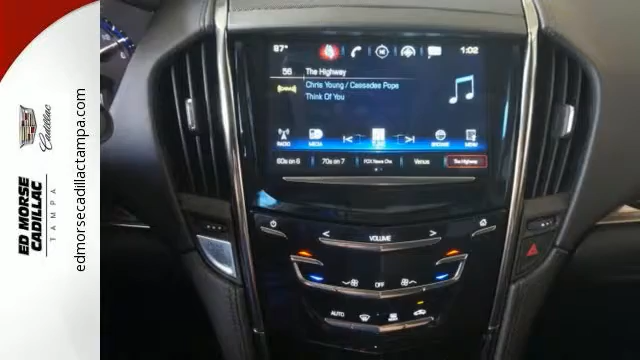 Cadillac
ED MORSE
CADILLAC
TAMPA
edmorsecadillactampa.com
87°
1:02
56 The Highway
Chris Young / Cassadee Pope
Think Of You
RADIO
MEDIA
BROWSE
MENU
60s on 6
70s on 7
FOX News Cha
Venus
The Highway
VOLUME
OFF
AUTO